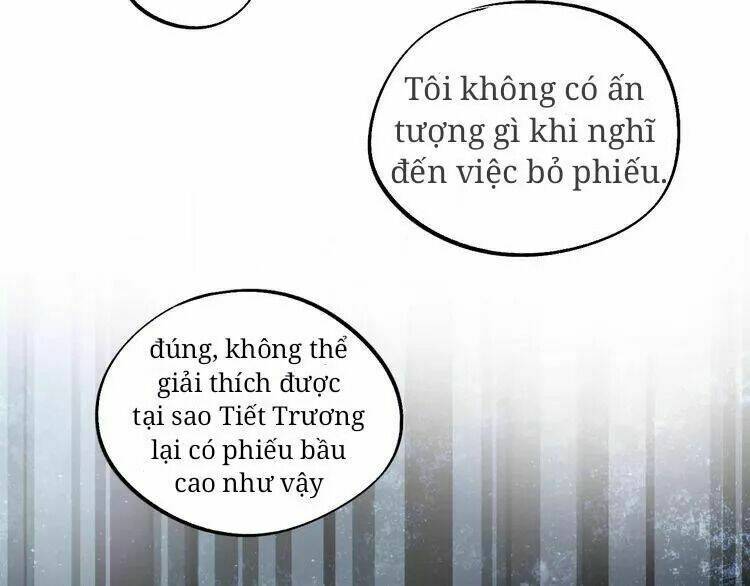 Tôi không có ấn
tượng gì khi nghĩ
đến việc bỏ phiếu.
đúng, không thể
giải thích được
tại sao Tiết Trương
lại có phiếu bầu
cao như vậy